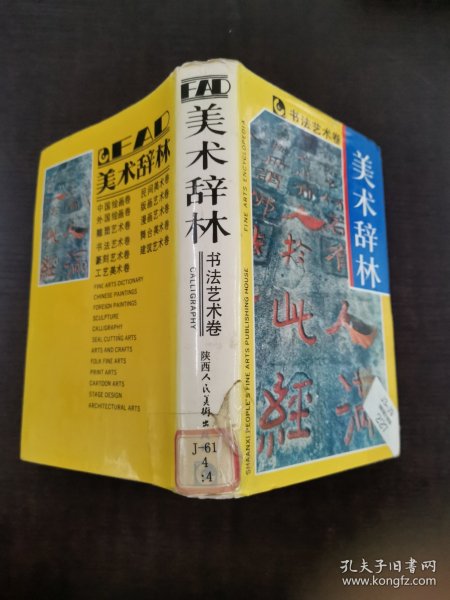 FAD
美术辞林
中国绘画卷
外国绘画卷
雕塑艺术卷
书法艺术卷
篆刻艺术卷
工艺美术卷
民间美术卷
版画艺术卷
漫画艺术卷
舞台美术卷
建筑艺术卷
FINE ARTS·DICTIONARY
CHINESE PAINTINGS
FOREIGN PAINTINGS
SCULPTURE
CALLIGRAPHY
SEAL CUTTING ARTS
ARTS AND CRAFTS
FOLK FINE ARTS
PRINT ARTS
CARTOON ARTS
STAGE DESIGN
ARCHITECTURAL ARTS
FAD
美术辞林
书法艺术卷
CALLIGRAPHY
陕西人民美術出
J-61
4
:4
FINE ARTS ENCYCLOPEDIA
SHAANXI PEOPLE'S FINE ARTS PUBLISHING HOUSE
书法艺术卷
美术辞林
有
人
於
此
經
孔夫子旧书网
www.kongfz.com